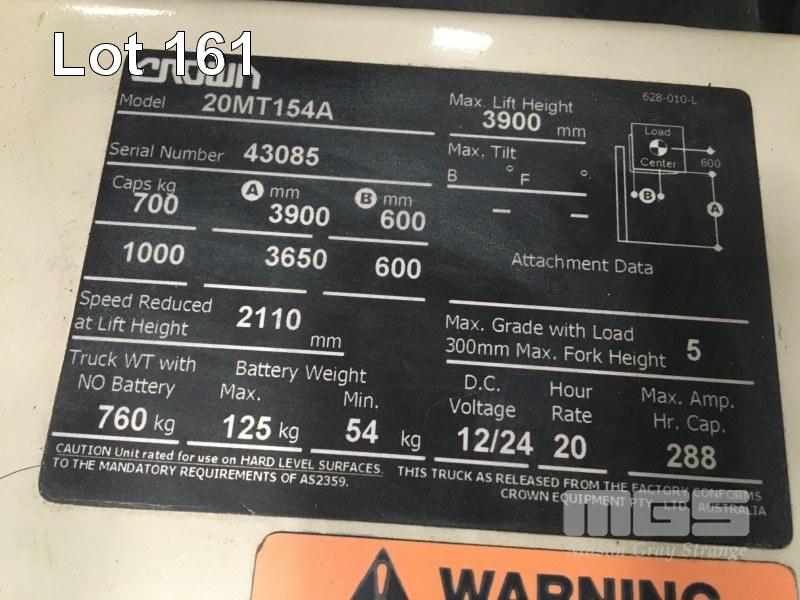 Lot 161
CROWN
628-010-L
Model 20MT154A
Max. Lift Height
3900 mm
Serial Number 43085
Max. Tilt
B ° F °
– –
Load
Center
600
B
A
Caps kg A mm B mm
700 3900 600
1000 3650 600
Attachment Data
Speed Reduced
at Lift Height 2110 mm
Max. Grade with Load
300mm Max. Fork Height 5
Truck WT with
NO Battery
760 kg
Battery Weight
Max. Min.
125 kg 54 kg
D.C.
Voltage
12/24
Hour
Rate
20
Max. Amp.
Hr. Cap.
288
CAUTION Unit rated for use on HARD LEVEL SURFACES. THIS TRUCK AS RELEASED FROM THE FACTORY CONFORMS
TO THE MANDATORY REQUIREMENTS OF AS2359. CROWN EQUIPMENT PTY. LTD. AUSTRALIA
MGS
Mason Gray Strange
WARNING